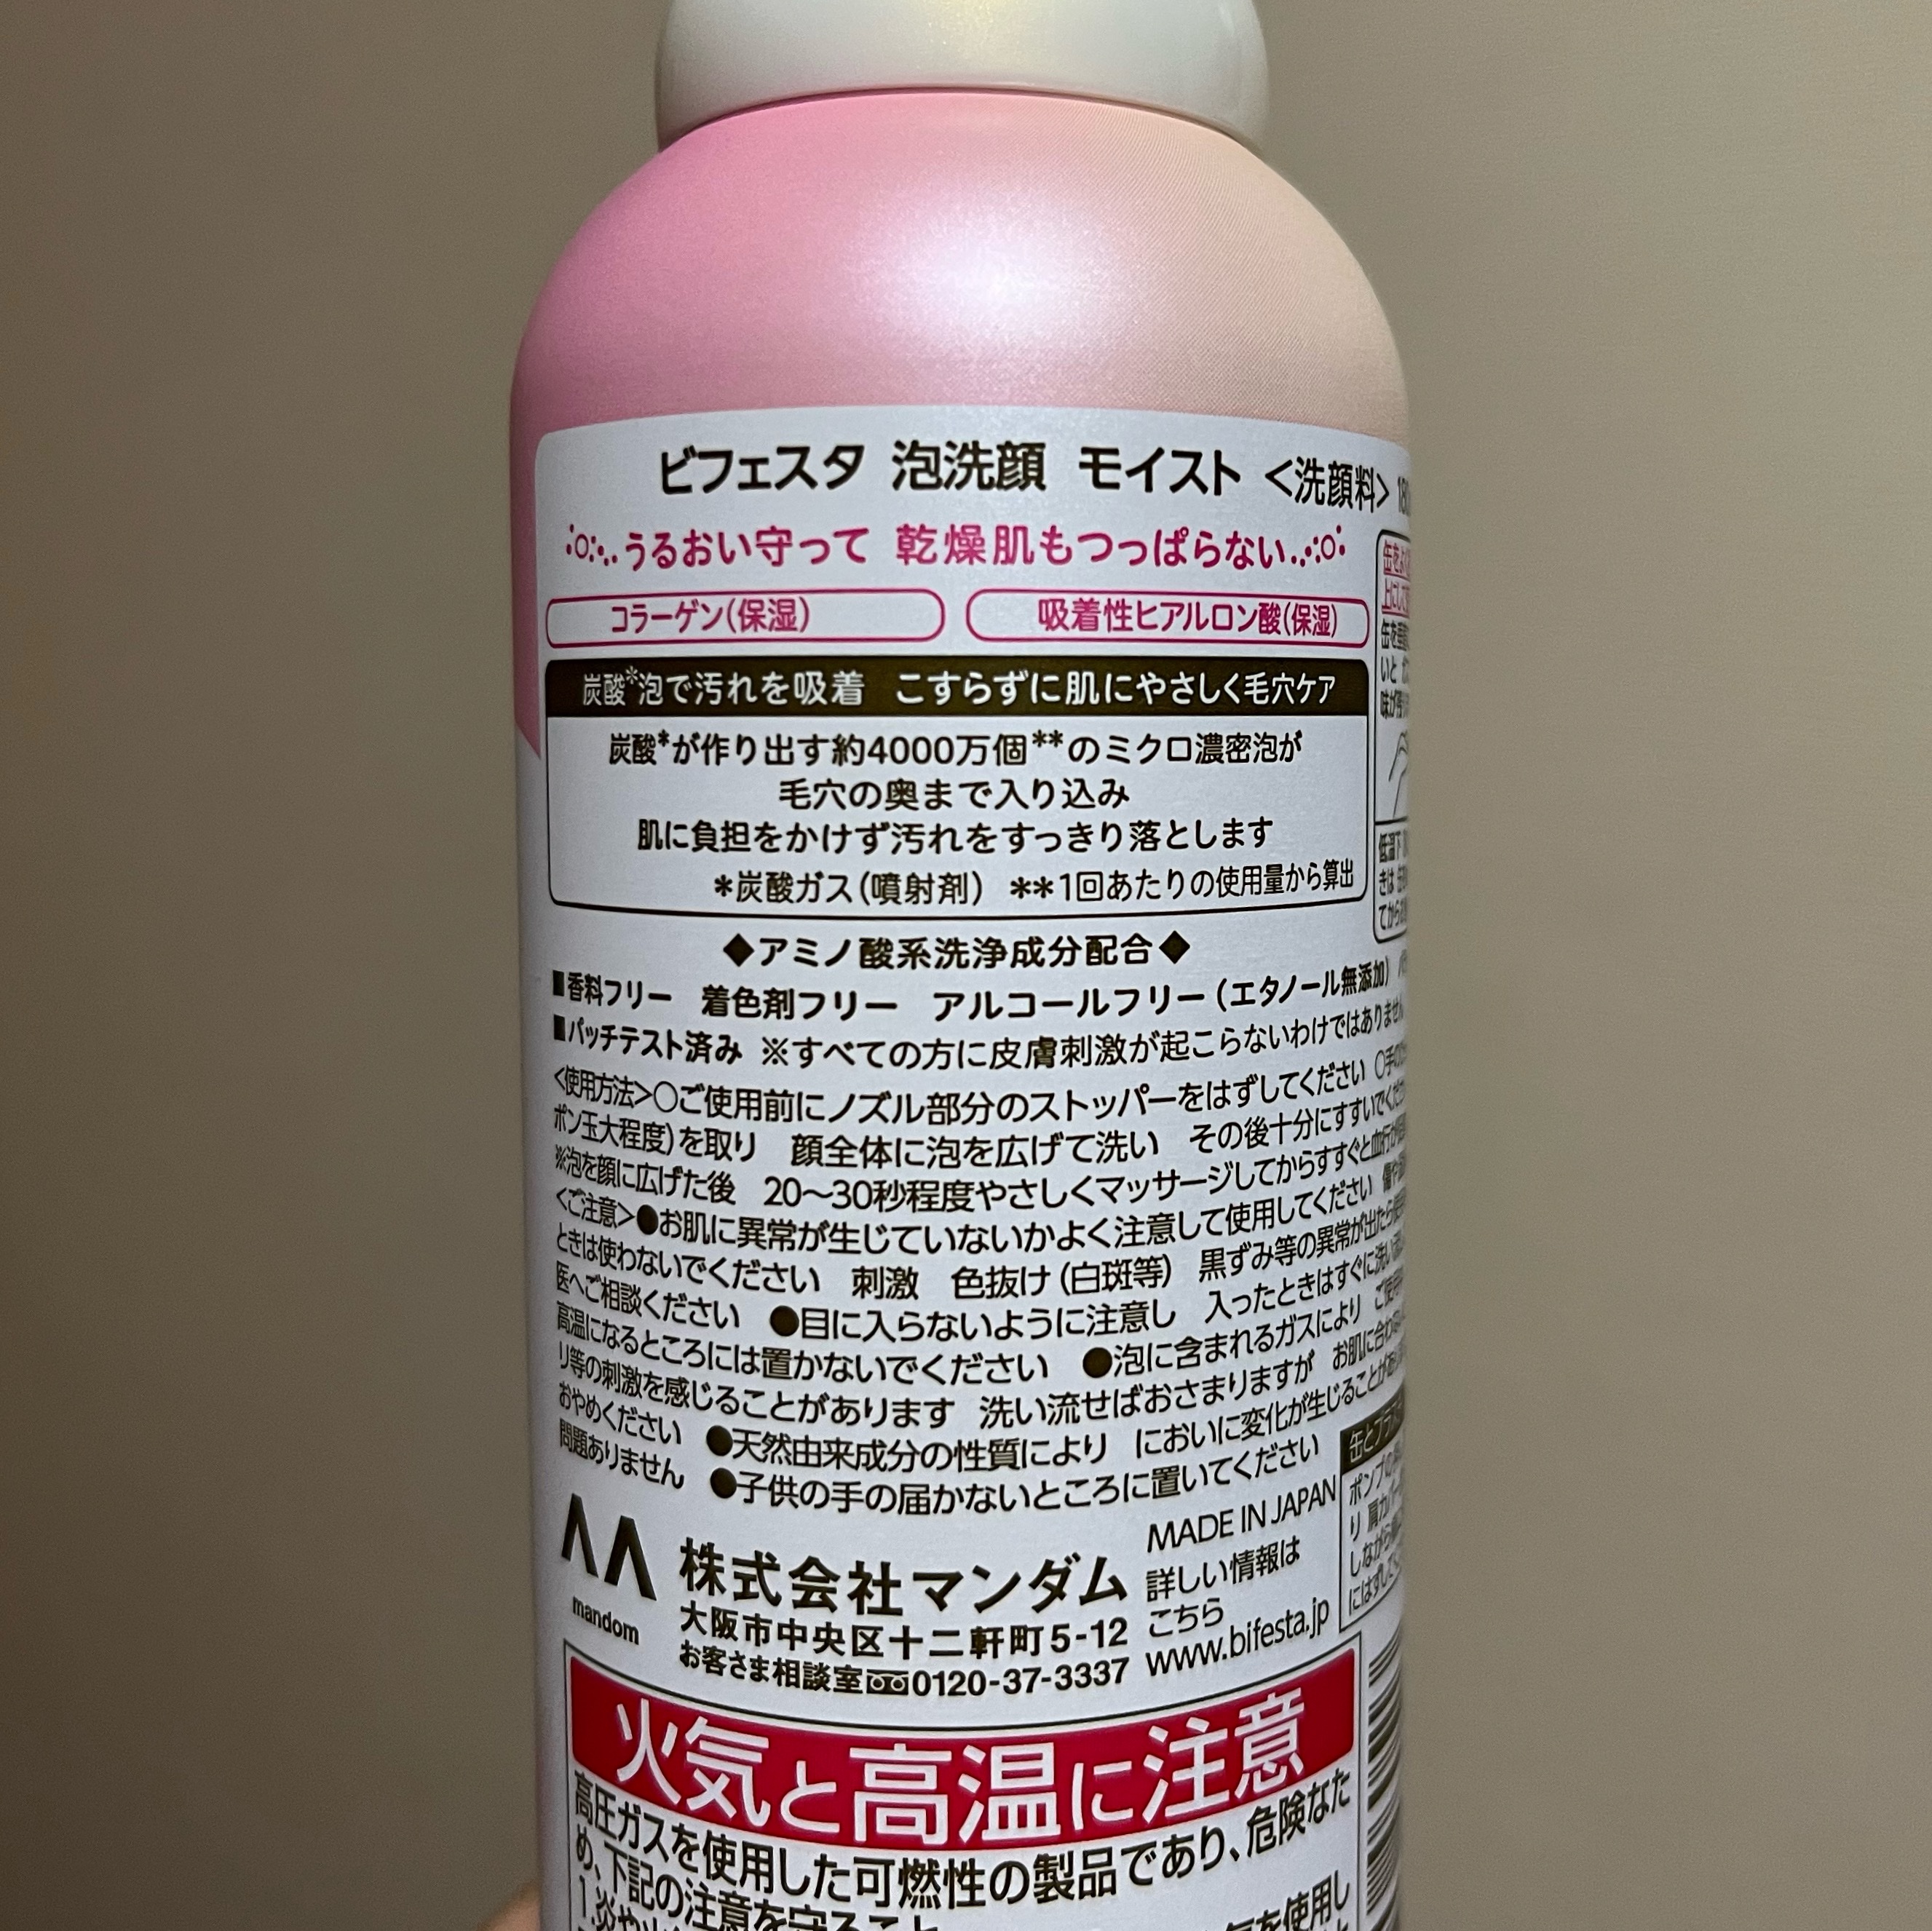 ビフェスタ 泡洗顔 モイスト <洗顔料>
うるおい守って 乾燥肌もつっぱらない
コラーゲン(保湿) 吸着性ヒアルロン酸(保湿)
炭酸*泡で汚れを吸着 こすらずに肌にやさしく毛穴ケア
炭酸*が作り出す約4000万個**のミクロ濃密泡が
毛穴の奥まで入り込み
肌に負担をかけず汚れをすっきり落とします
*炭酸ガス(噴射剤) **1回あたりの使用量から算出
◆アミノ酸系洗浄成分配合◆
■香料フリー 着色剤フリー アルコールフリー(エタノール無添加)
■パッチテスト済み ※すべての方に皮膚刺激が起こらないわけではありません
<使用方法>○ご使用前にノズル部分のストッパーをはずしてください
ポン玉大程度)を取り 顔全体に泡を広げて洗い その後十分にすすいでくだ
※泡を顔に広げた後 20〜30秒程度やさしくマッサージしてからすすぐと
<ご注意>●お肌に異常が生じていないかよく注意して使用してください
ときは使わないでください 刺激 色抜け(白斑等) 黒ずみ等の異常が出たら
医へご相談ください ●目に入らないように注意し 入ったときはすぐに洗い
高温になるところには置かないでください ●泡に含まれるガスにより
リ等の刺激を感じることがあります 洗い流せばおさまりますが お肌に合わ
おやめください ●天然由来成分の性質により においに変化が生じることが
問題ありません ●子供の手の届かないところに置いてください
mandom
株式会社マンダム
大阪市中央区十二軒町5-12
お客さま相談室 0120-37-3337
MADE IN JAPAN
詳しい情報は
こちら
www.bifesta.jp
火気と高温に注意
高圧ガスを使用した可燃性の製品であり、危険なた
め、下記の注意を守ること。